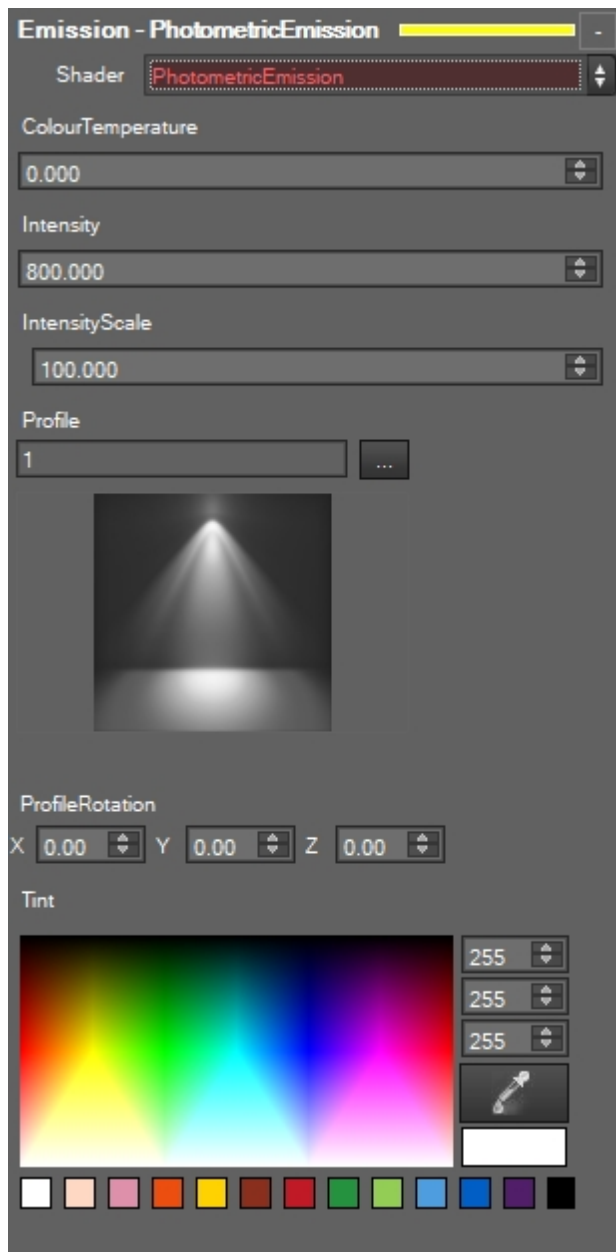 Emission - PhotometricEmission -
Shader PhotometricEmission
ColourTemperature
0.000
Intensity
800.000
IntensityScale
100.000
Profile
1 ...
ProfileRotation
X 0.00 Y 0.00 Z 0.00
Tint
255
255
255